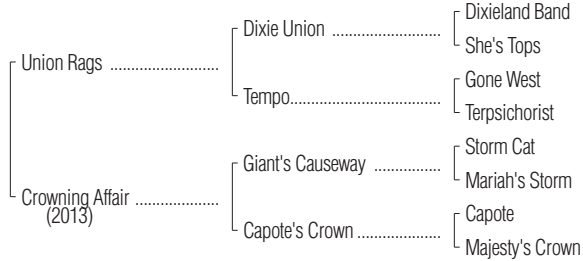 Dixieland Band
Dixie Union ..............................
She's Tops
Union Rags ..............................
Gone West
Tempo..........................................
Terpsichorist
Storm Cat
Giant's Causeway ..................
Mariah's Storm
Crowning Affair .......................
(2013)
Capote
Capote's Crown .......................
Majesty's Crown